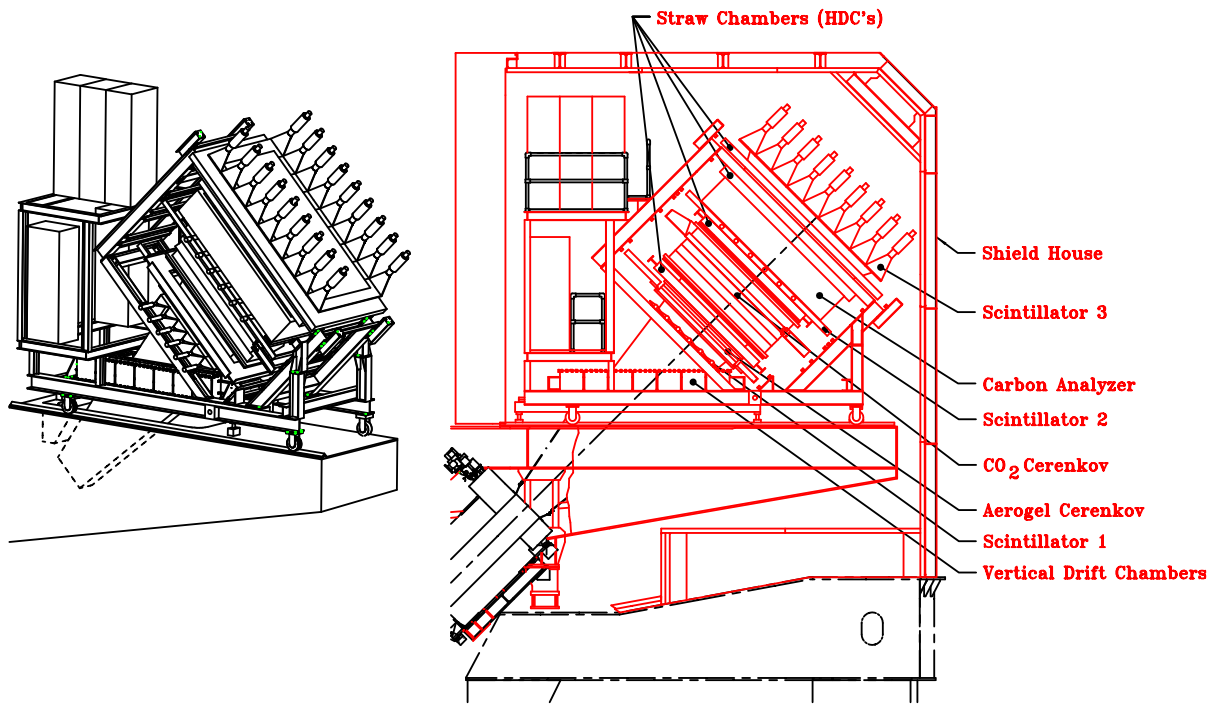 Straw Chambers (HDC's)
Shield House
Scintillator 3
Carbon Analyzer
Scintillator 2
CO2 Cerenkov
Aerogel Cerenkov
Scintillator 1
Vertical Drift Chambers